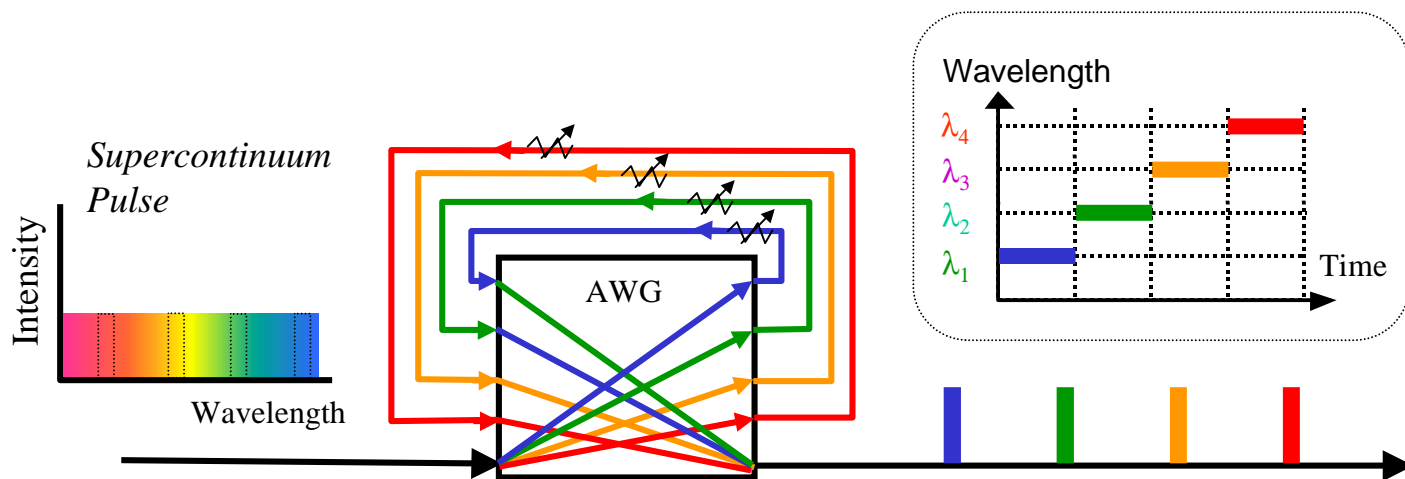 Supercontinuum
Pulse
Intensity
Wavelength
AWG
Wavelength
λ4
λ3
λ2
λ1
Time